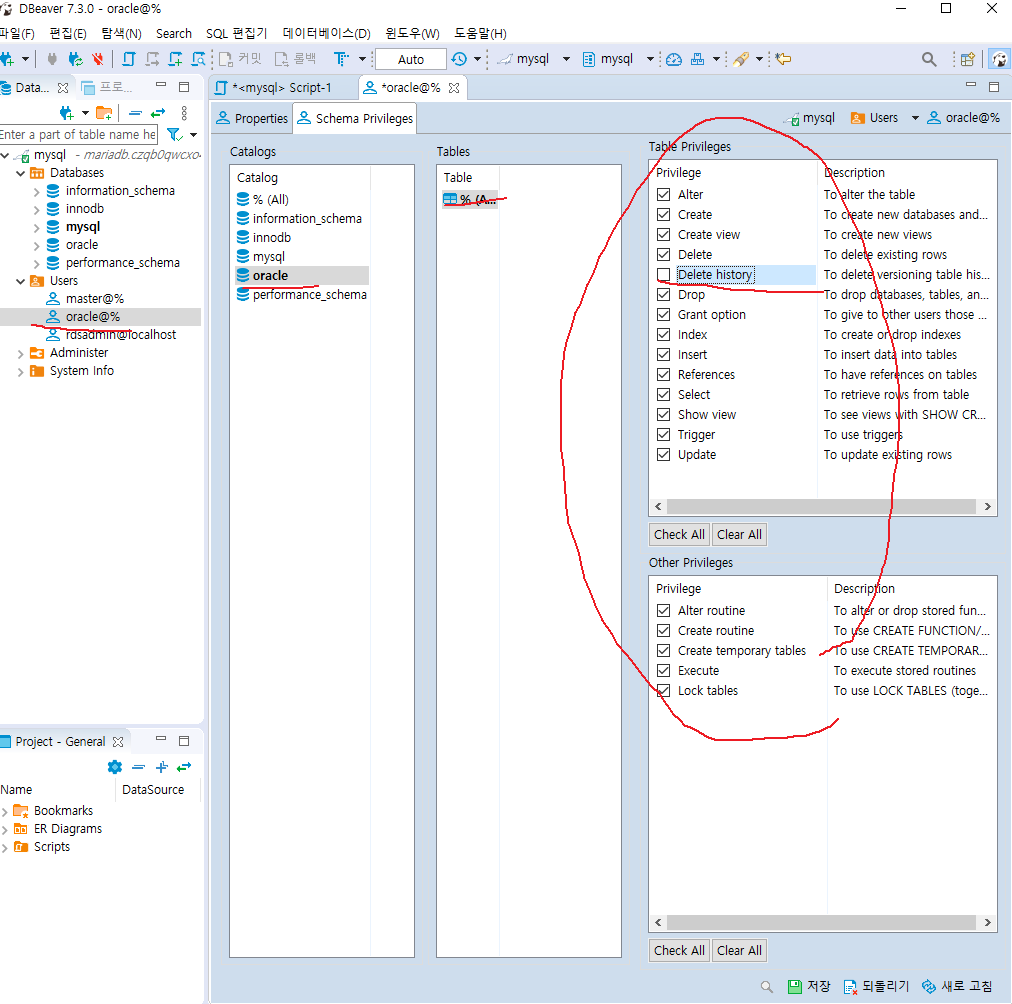 DBeaver 7.3.0 - oracle@%
파일(F) 편집(E) 탐색(N) Search SQL 편집기 데이터베이스(D) 윈도우(W) 도움말(H)
커밋 롤백 Auto mysql mysql
Data... 프로...
*<mysql> Script-1 *oracle@%
Enter a part of table name he
mysql - mariadb.czqb0qwcxo
Databases
information_schema
innodb
mysql
oracle
performance_schema
Users
master@%
oracle@%
rdsadmin@localhost
Administer
System Info
Project - General
Name DataSource
Bookmarks
ER Diagrams
Scripts
Properties Schema Privileges mysql Users oracle@%
Catalogs
Catalog
% (All)
information_schema
innodb
mysql
oracle
performance_schema
Tables
Table
% (A...
Table Privileges
Privilege Description
Alter To alter the table
Create To create new databases and...
Create view To create new views
Delete To delete existing rows
Delete history To delete versioning table his...
Drop To drop databases, tables, an...
Grant option To give to other users those ...
Index To create or drop indexes
Insert To insert data into tables
References To have references on tables
Select To retrieve rows from table
Show view To see views with SHOW CR...
Trigger To use triggers
Update To update existing rows
Check All Clear All
Other Privileges
Privilege Description
Alter routine To alter or drop stored fun...
Create routine To use CREATE FUNCTION/...
Create temporary tables To use CREATE TEMPORAR...
Execute To execute stored routines
Lock tables To use LOCK TABLES (toge...
Check All Clear All
저장 되돌리기 새로 고침